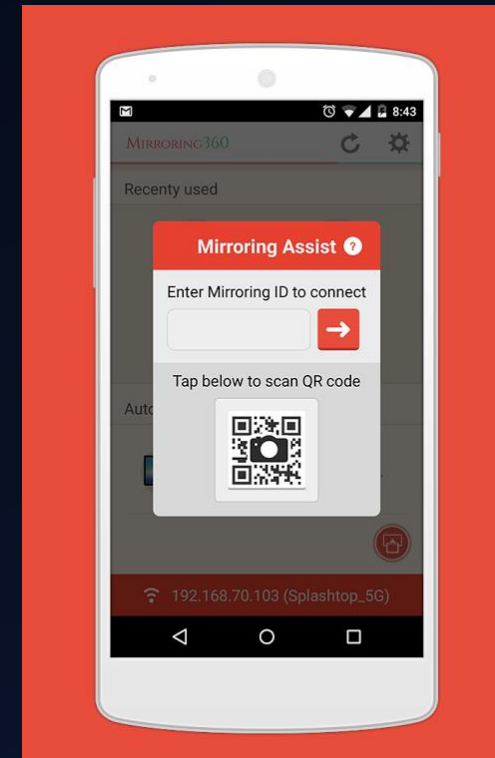 8:43
MIRRORING360
Recenty used
Mirroring Assist ?
Enter Mirroring ID to connect
Tap below to scan QR code
Auto
192.168.70.103 (Splashtop_5G)